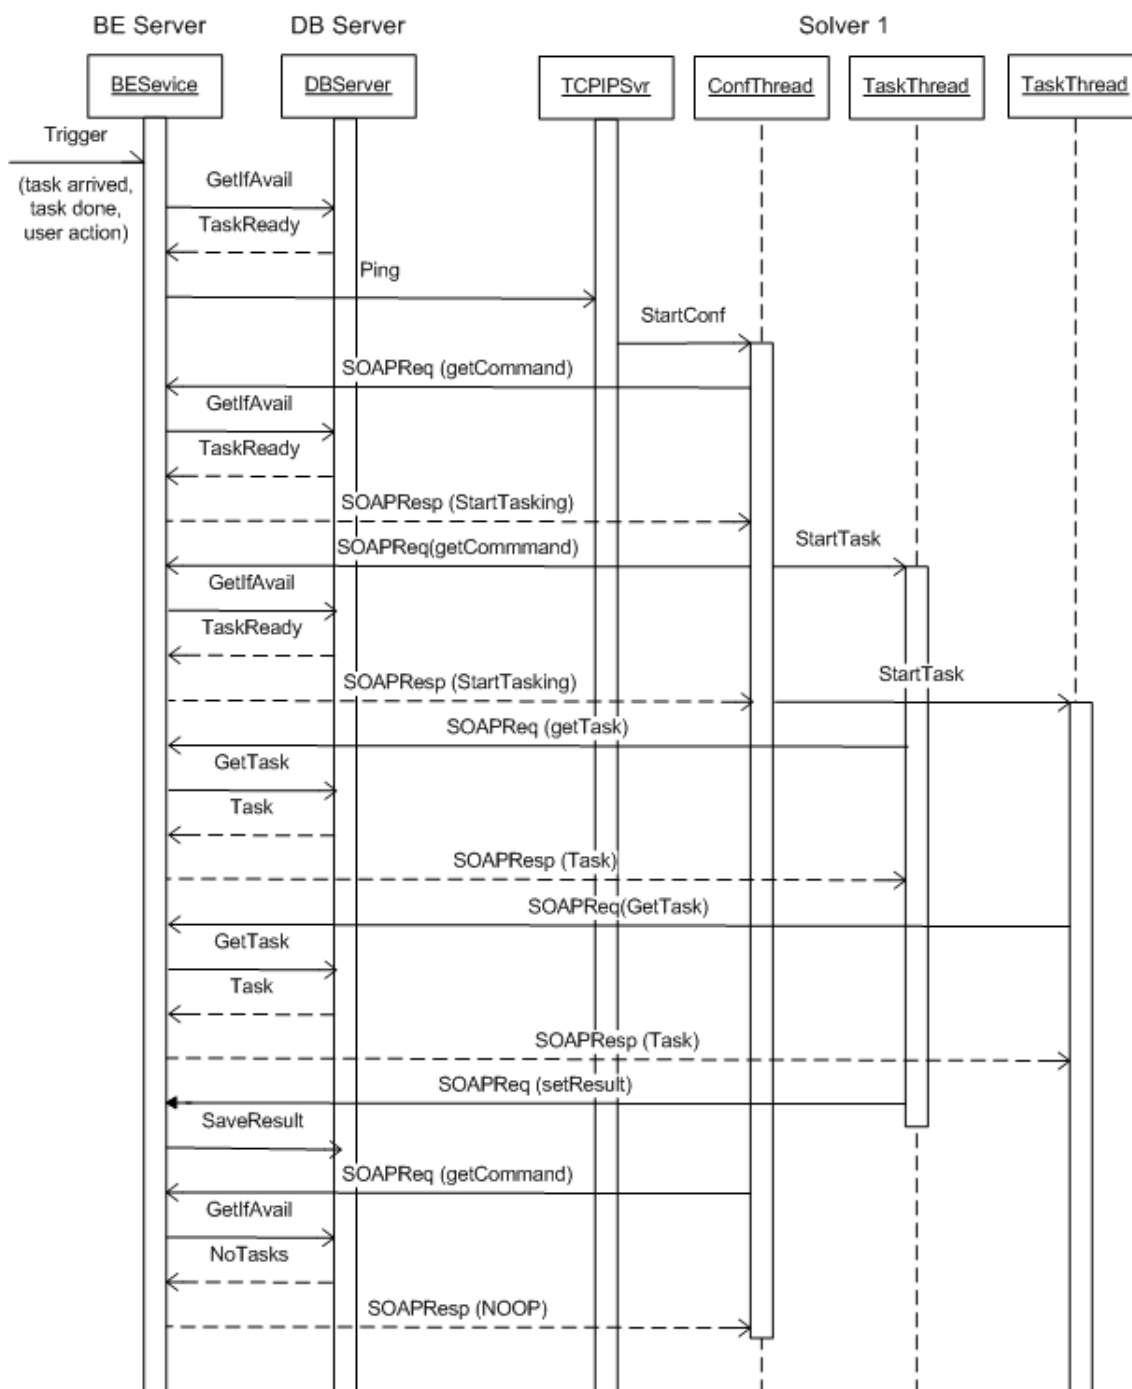 BE Server
DB Server
Solver 1
BESevice
DBServer
TCPIPSvr
ConfThread
TaskThread
TaskThread
Trigger
(task arrived,
task done,
user action)
GetIfAvail
TaskReady
Ping
StartConf
SOAPReq (getCommand)
GetIfAvail
TaskReady
SOAPResp (StartTasking)
SOAPReq(getCommmand)
StartTask
GetIfAvail
TaskReady
SOAPResp (StartTasking)
StartTask
SOAPReq (getTask)
GetTask
Task
SOAPResp (Task)
SOAPReq(GetTask)
GetTask
Task
SOAPResp (Task)
SOAPReq (setResult)
SaveResult
SOAPReq (getCommand)
GetIfAvail
NoTasks
SOAPResp (NOOP)